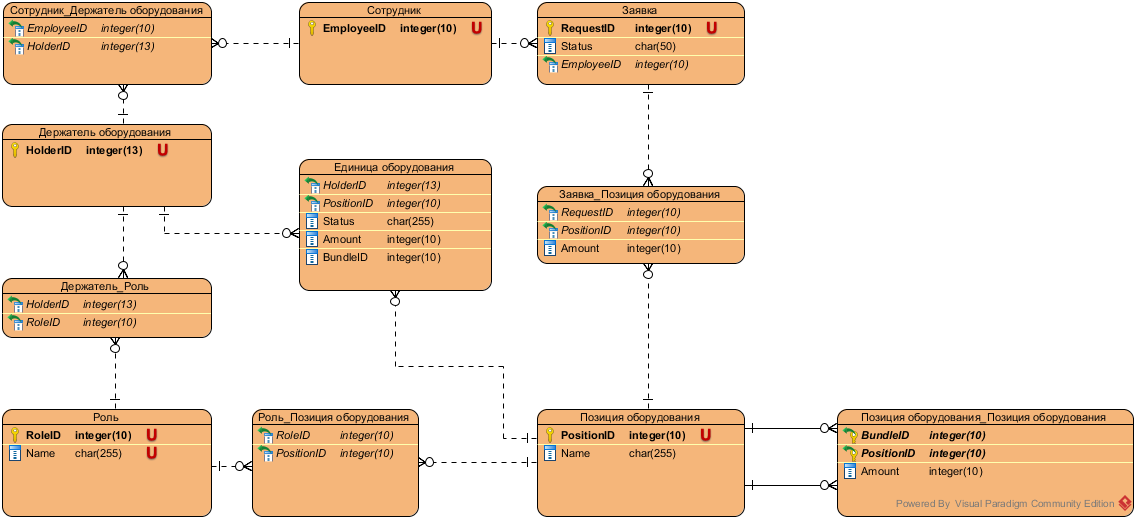 Сотрудник_Держатель оборудования
EmployeeID integer(10)
HolderID integer(13)
Сотрудник
EmployeeID integer(10) U
Заявка
RequestID integer(10) U
Status char(50)
EmployeeID integer(10)
Держатель оборудования
HolderID integer(13) U
Единица оборудования
HolderID integer(13)
PositionID integer(10)
Status char(255)
Amount integer(10)
BundleID integer(10)
Заявка_Позиция оборудования
RequestID integer(10)
PositionID integer(10)
Amount integer(10)
Держатель_Роль
HolderID integer(13)
RoleID integer(10)
Роль
RoleID integer(10) U
Name char(255) U
Роль_Позиция оборудования
RoleID integer(10)
PositionID integer(10)
Позиция оборудования
PositionID integer(10) U
Name char(255)
Позиция оборудования_Позиция оборудования
BundleID integer(10)
PositionID integer(10)
Amount integer(10)
Powered By Visual Paradigm Community Edition